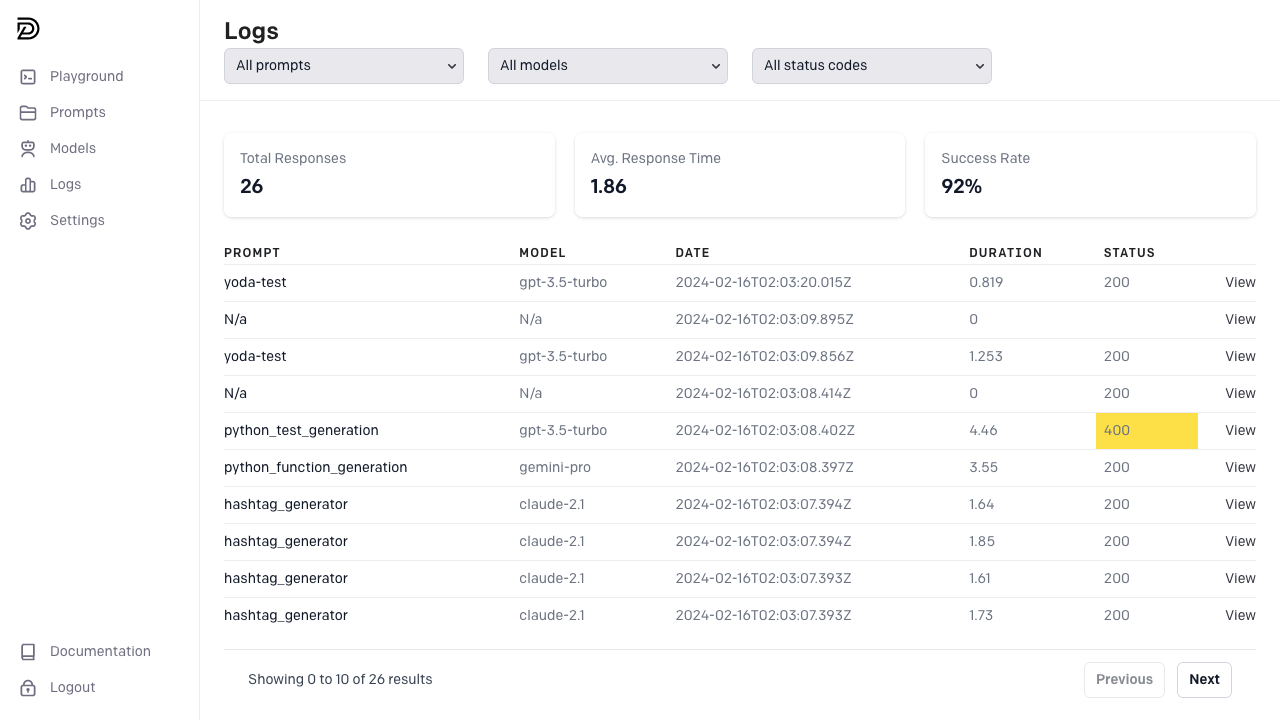 Logs
All prompts All models All status codes
Playground
Prompts
Models
Logs
Settings
Documentation
Logout
Total Responses Avg. Response Time Success Rate
26 1.86 92%
PROMPT MODEL DATE DURATION STATUS
yoda-test gpt-3.5-turbo 2024-02-16T02:03:20.015Z 0.819 200 View
N/a N/a 2024-02-16T02:03:09.895Z 0 View
yoda-test gpt-3.5-turbo 2024-02-16T02:03:09.856Z 1.253 200 View
N/a N/a 2024-02-16T02:03:08.414Z 0 200 View
python_test_generation gpt-3.5-turbo 2024-02-16T02:03:08.402Z 4.46 400 View
python_function_generation gemini-pro 2024-02-16T02:03:08.397Z 3.55 200 View
hashtag_generator claude-2.1 2024-02-16T02:03:07.394Z 1.64 200 View
hashtag_generator claude-2.1 2024-02-16T02:03:07.394Z 1.85 200 View
hashtag_generator claude-2.1 2024-02-16T02:03:07.393Z 1.61 200 View
hashtag_generator claude-2.1 2024-02-16T02:03:07.393Z 1.73 200 View
Showing 0 to 10 of 26 results Previous Next